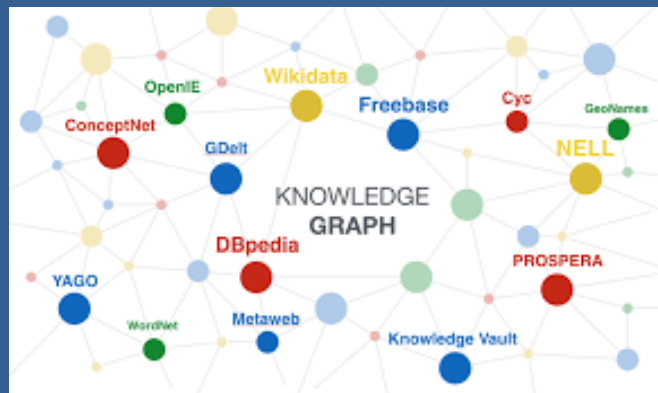 OpenIE
Wikidata
Freebase
Cyc
GeoNames
ConceptNet
GDelt
NELL
KNOWLEDGE
GRAPH
DBpedia
PROSPERA
YAGO
WordNet
Metaweb
Knowledge Vault